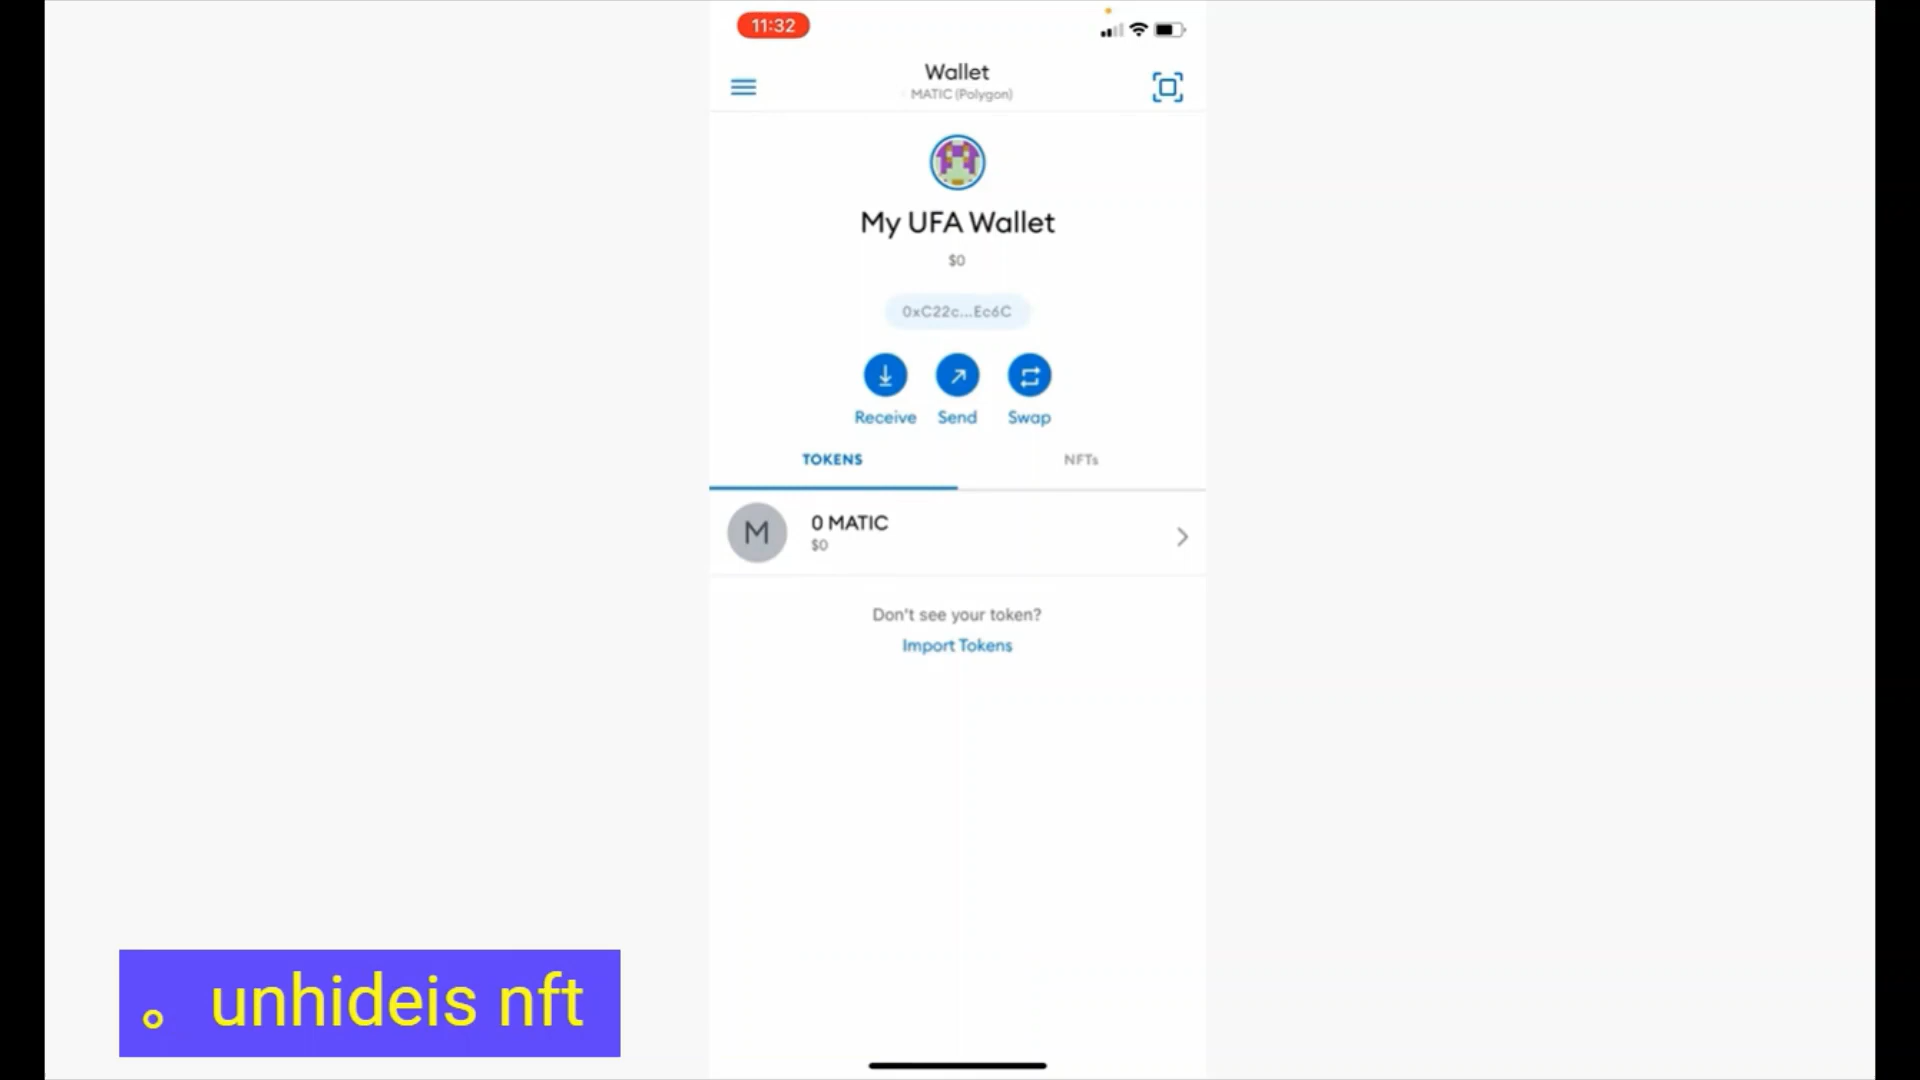 11:32
Wallet
MATIC (Polygon)
My UFA Wallet
$0
0xC22c...Ec6C
Receive Send Swap
TOKENS NFTs
M
0 MATIC
$0
Don't see your token?
Import Tokens
。 unhideis nft